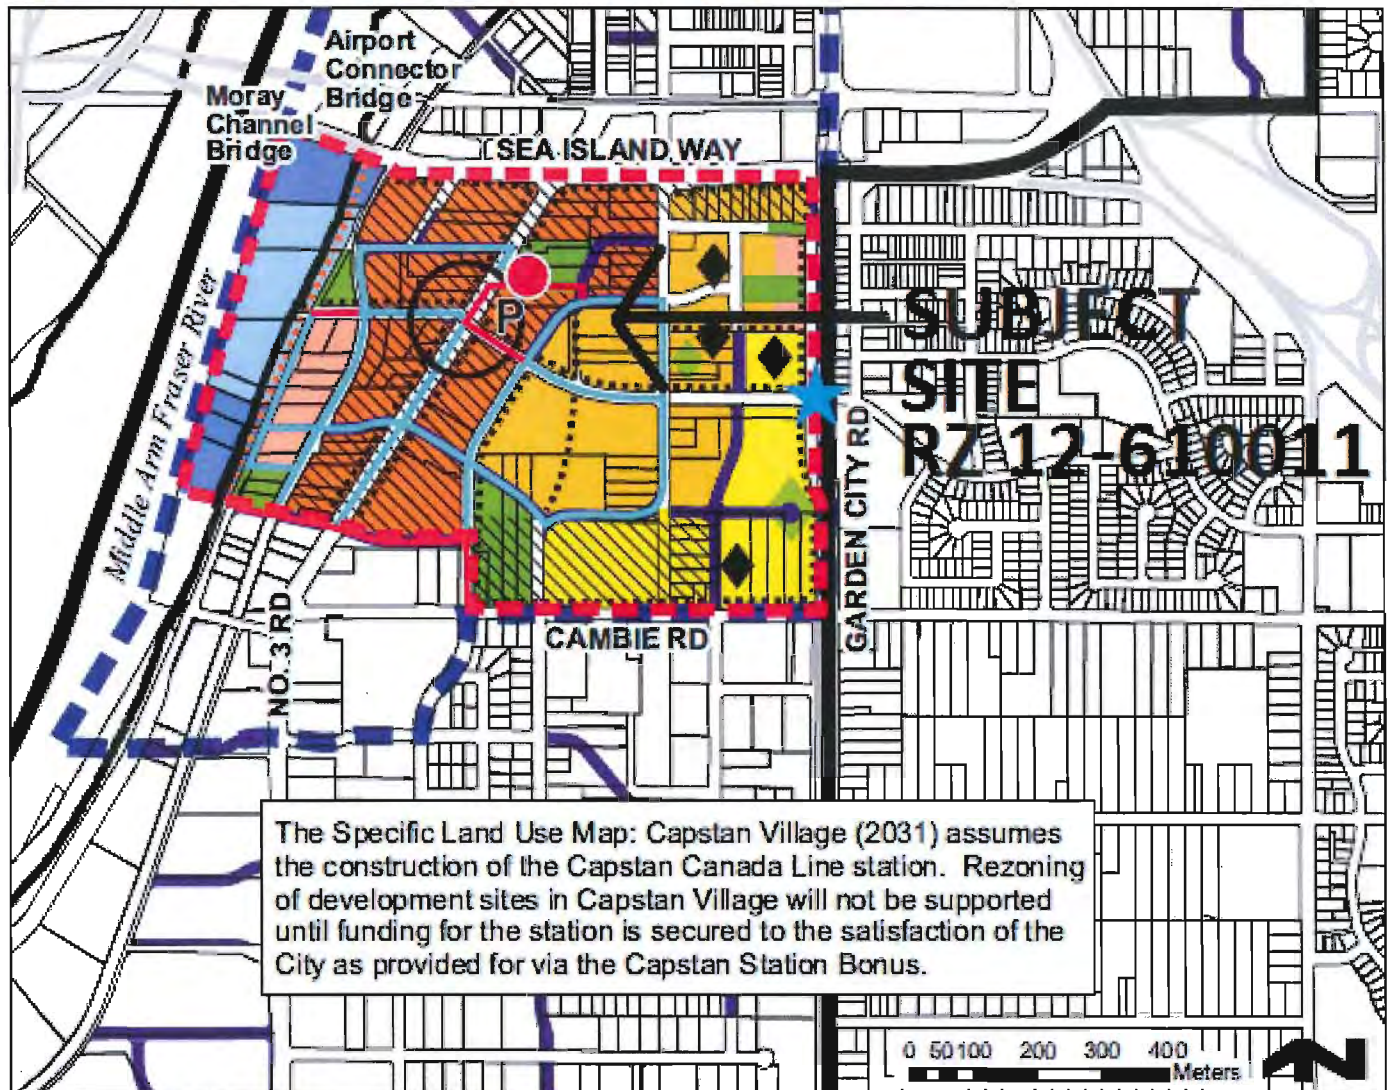 Airport
Connector
Bridge
Moray
Channel
Bridge
SEA ISLAND WAY
Middle Arm Fraser River
P
SUBJECT
SITE
RZ 12-610011
GARDEN CITY RD
NO. 3 RD
CAMBIE RD
The Specific Land Use Map: Capstan Village (2031) assumes
the construction of the Capstan Canada Line station. Rezoning
of development sites in Capstan Village will not be supported
until funding for the station is secured to the satisfaction of the
City as provided for via the Capstan Station Bonus.
0 50 100 200 300 400
Meters
N